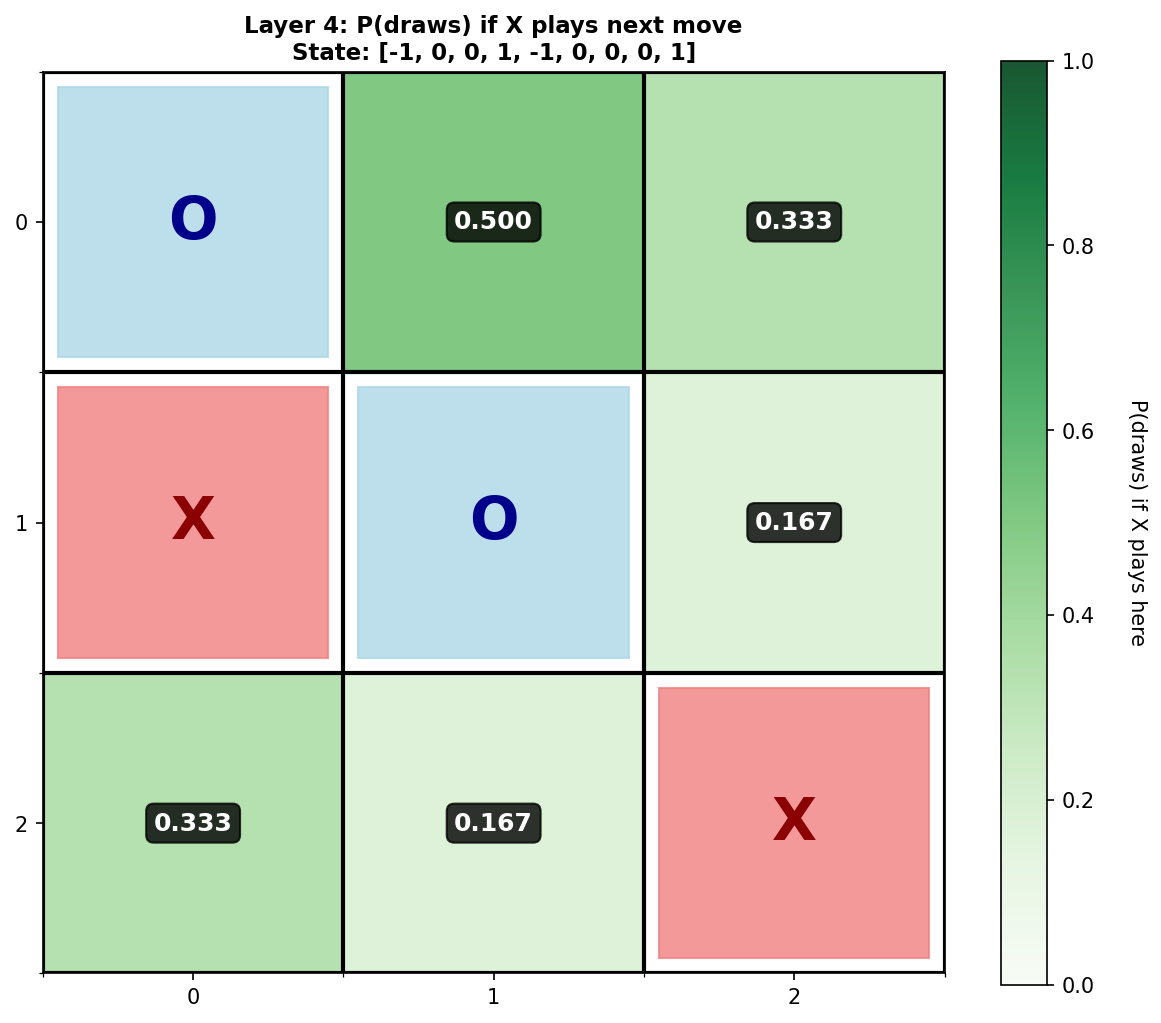 Layer 4: P(draws) if X plays next move
State: [-1, 0, 0, 1, -1, 0, 0, 0, 1]
O
0.500
0.333
X
O
0.167
0.333
0.167
X
0
1
2
0
1
2
1.0
0.8
0.6
0.4
0.2
0.0
P(draws) if X plays here